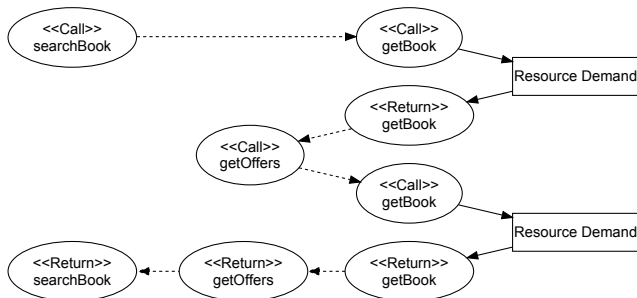 <<Call>>
searchBook
<<Call>>
getBook
Resource Demand
<<Return>>
getBook
<<Call>>
getOffers
<<Call>>
getBook
Resource Demand
<<Return>>
searchBook
<<Return>>
getOffers
<<Return>>
getBook